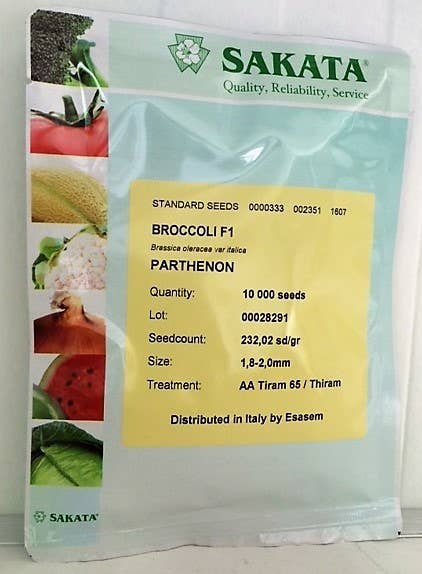 SAKATA®
Quality, Reliability, Service
STANDARD SEEDS 0000333 002351 1607
BROCCOLI F1
Brassica oleracea var italica
PARTHENON
Quantity: 10 000 seeds
Lot: 00028291
Seedcount: 232,02 sd/gr
Size: 1,8-2,0mm
Treatment: AA Tiram 65 / Thiram
Distributed in Italy by Esasem
SAKATA®